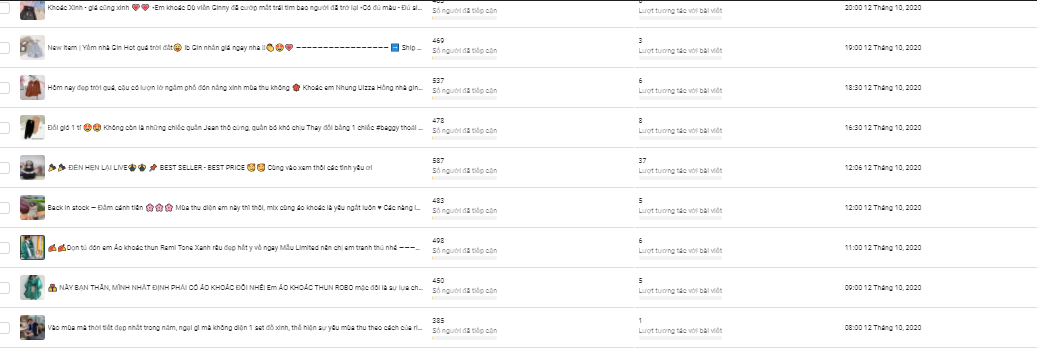 Khoác Xinh - giá cũng xinh ❤️❤️ -Em khoác Dù viền Ginny đã cướp mất trái tim bao người đã trở lại -Có đủ màu - Đủ si...
Số người đã tiếp cận
Lượt tương tác với bài viết
20:00 12 Tháng 10, 2020
New Item | Yếm nhà Gin Hot quá trời đất😜 Ib Gin nhận giá ngay nha !!👏😍❤️ ––––––––––––––––– ➡️ Ship ...
469
Số người đã tiếp cận
3
Lượt tương tác với bài viết
19:00 12 Tháng 10, 2020
Hôm nay đẹp trời quá, cậu có lượn lờ ngắm phố đón nắng xinh mùa thu không 🍁 Khoác em Nhung Ulzza Hồng nhà gin...
537
Số người đã tiếp cận
6
Lượt tương tác với bài viết
18:30 12 Tháng 10, 2020
Đổi gió 1 tí 😍😍 Không còn là những chiếc quần Jean thô cứng, quần bó khó chịu Thay đổi bằng 1 chiếc #baggy thoải ...
478
Số người đã tiếp cận
8
Lượt tương tác với bài viết
16:30 12 Tháng 10, 2020
🎉🎉 ĐẾN HẸN LẠI LIVE 📌 BEST SELLER - BEST PRICE 🥰🥰 Cùng vào xem thôi các tình yêu ơi
587
Số người đã tiếp cận
37
Lượt tương tác với bài viết
12:06 12 Tháng 10, 2020
Back in stock – Đầm cánh tiên 🌸🌸🌸 Mùa thu diện em này thì thôi, mix cùng áo khoác là yêu ngất luôn ♥ Các nàng l...
483
Số người đã tiếp cận
5
Lượt tương tác với bài viết
12:00 12 Tháng 10, 2020
Dọn tủ đón em Áo khoác thun Remi Tone Xanh rêu đẹp hết ý về ngay Mẫu Limited nên chị em tranh thủ nhé –––...
498
Số người đã tiếp cận
6
Lượt tương tác với bài viết
11:00 12 Tháng 10, 2020
👭 NÀY BẠN THÂN, MÌNH NHẤT ĐỊNH PHẢI CÓ ÁO KHOÁC ĐÔI NHÉ! Em ÁO KHOÁC THUN ROBO mặc đôi là sự lựa ch...
450
Số người đã tiếp cận
5
Lượt tương tác với bài viết
09:00 12 Tháng 10, 2020
Vào mùa mà thời tiết đẹp nhất trong năm, ngại gì mà không diện 1 set đồ xinh, thể hiện sự yêu mùa thu theo cách của ri...
385
Số người đã tiếp cận
1
Lượt tương tác với bài viết
08:00 12 Tháng 10, 2020